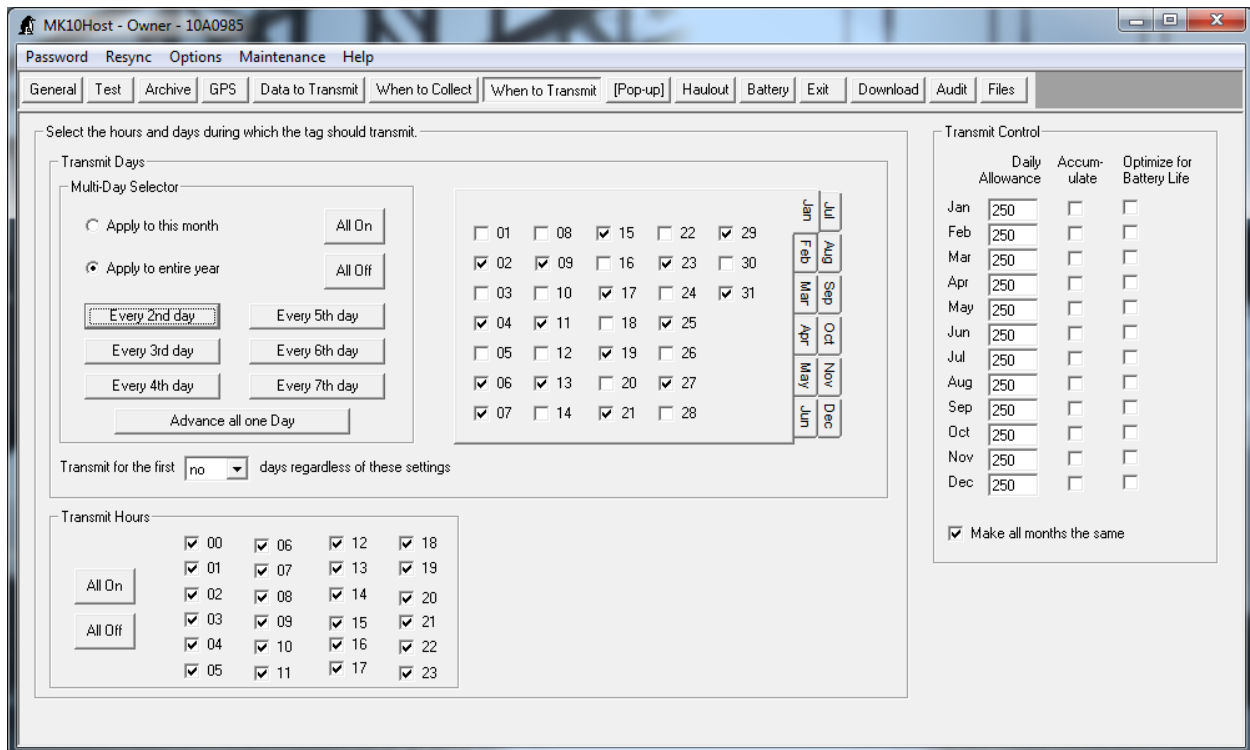 MK10Host - Owner - 10A0985
Password Resync Options Maintenance Help
General Test Archive GPS Data to Transmit When to Collect When to Transmit [Pop-up] Haulout Battery Exit Download Audit Files
Select the hours and days during which the tag should transmit.
Transmit Days
Multi-Day Selector
Apply to this month All On
Apply to entire year All Off
Every 2nd day Every 5th day
Every 3rd day Every 6th day
Every 4th day Every 7th day
Advance all one Day
01 08 15 22 29
02 09 16 23 30
03 10 17 24 31
04 11 18 25
05 12 19 26
06 13 20 27
07 14 21 28
Jan Jul
Feb Aug
Mar Sep
Apr Oct
May Nov
Jun Dec
Transmit for the first no days regardless of these settings
Transmit Hours
All On
All Off
00 06 12 18
01 07 13 19
02 08 14 20
03 09 15 21
04 10 16 22
05 11 17 23
Transmit Control
Daily Accum- Optimize for
Allowance ulate Battery Life
Jan 250
Feb 250
Mar 250
Apr 250
May 250
Jun 250
Jul 250
Aug 250
Sep 250
Oct 250
Nov 250
Dec 250
Make all months the same